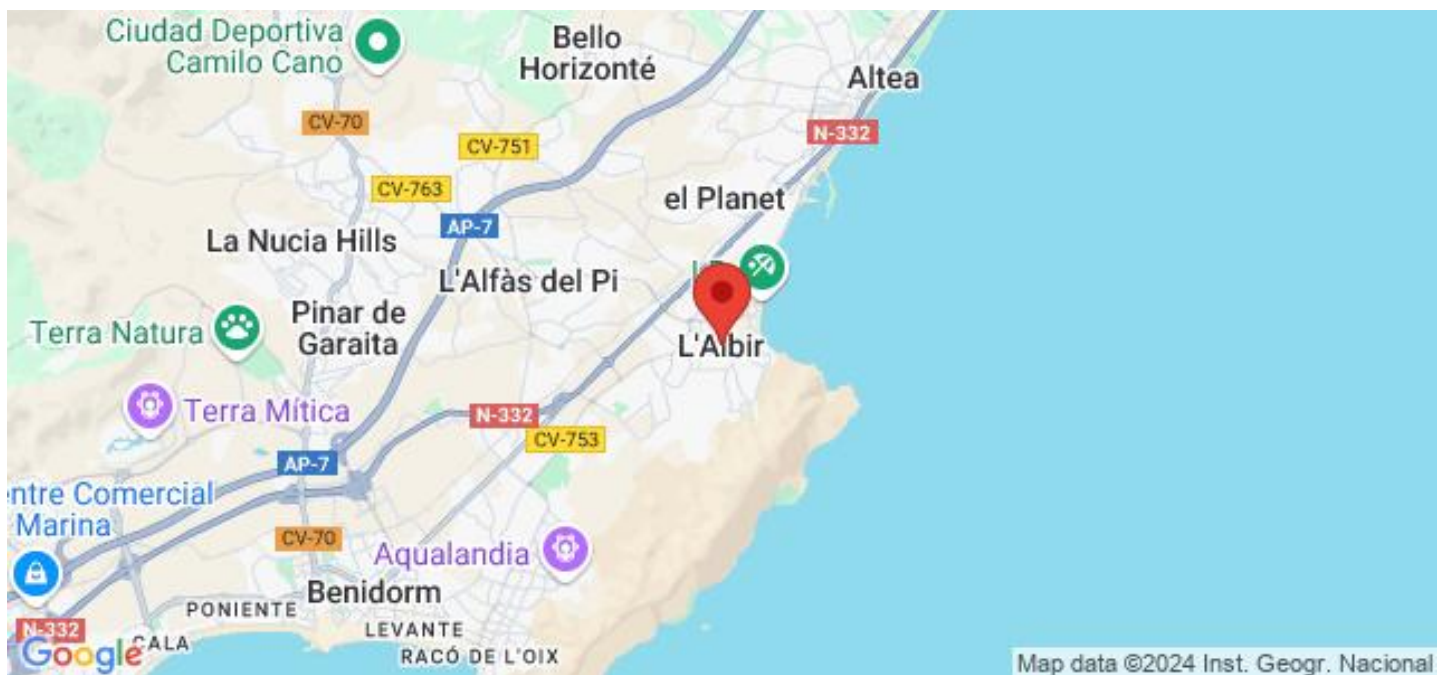 Ciudad Deportiva
Camilo Canò
Bello
Horizonté
Altea
CV-70
N-332
CV-751
CV-763
el Planet
AP-7
La Nucia Hills
L'Alfàs del Pi
Pinar de
Garaita
Terra Natura
L'Albir
Terra Mítica
N-332
CV-753
AP-7
ntre Comercial
Marina
CV-70
Aqualandia
Benidorm
PONIENTE
LEVANTE
N-332
CALA
RACÓ DE L'OIX
Google
Map data ©2024 Inst. Geogr. Nacional